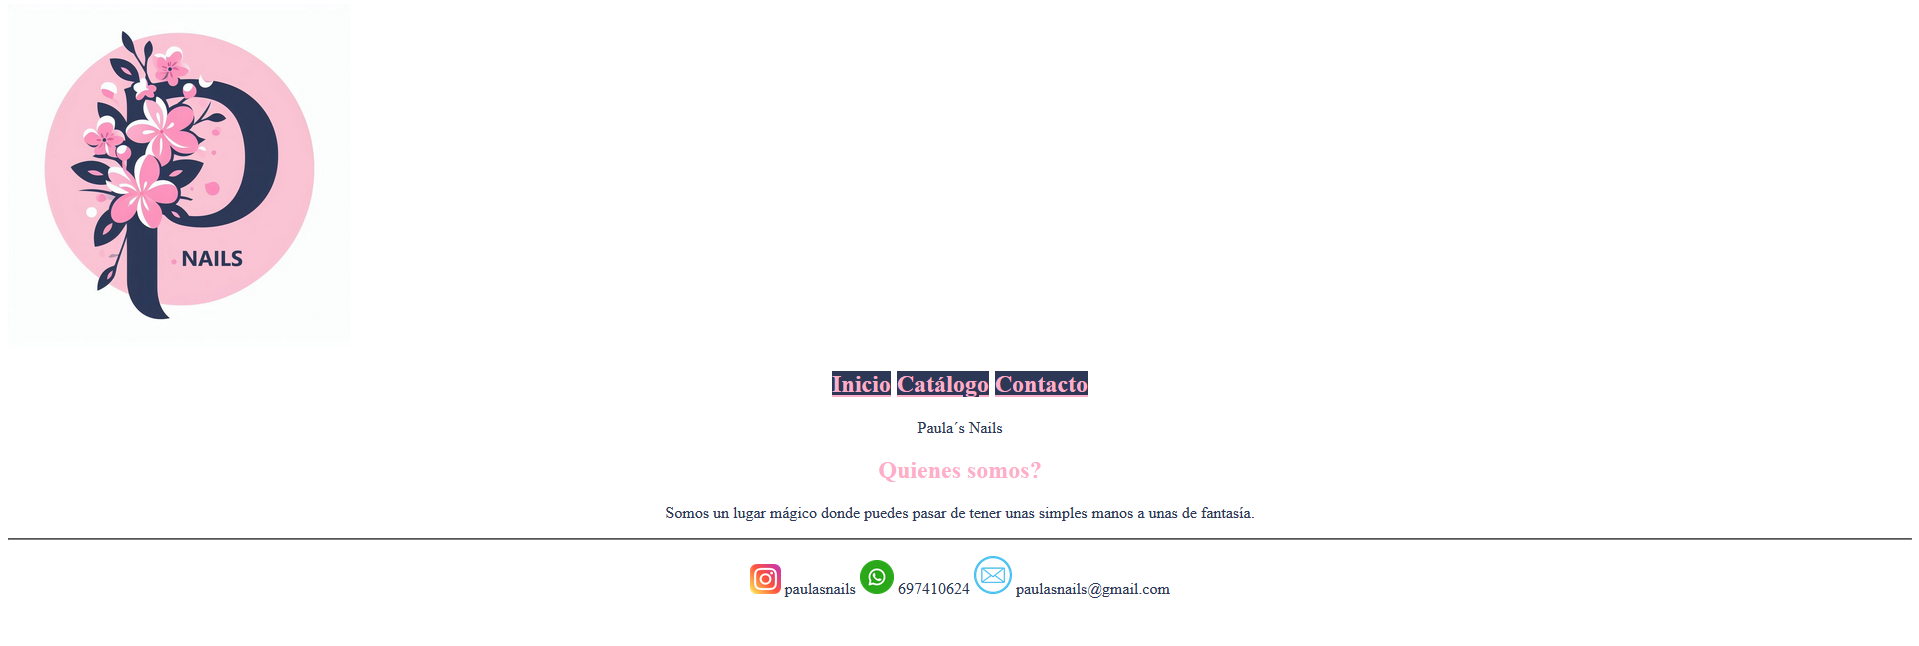 P
NAILS
Inicio Catálogo Contacto
Paula´s Nails
Quienes somos?
Somos un lugar mágico donde puedes pasar de tener unas simples manos a unas de fantasía.
paulasnails 697410624 paulasnails@gmail.com